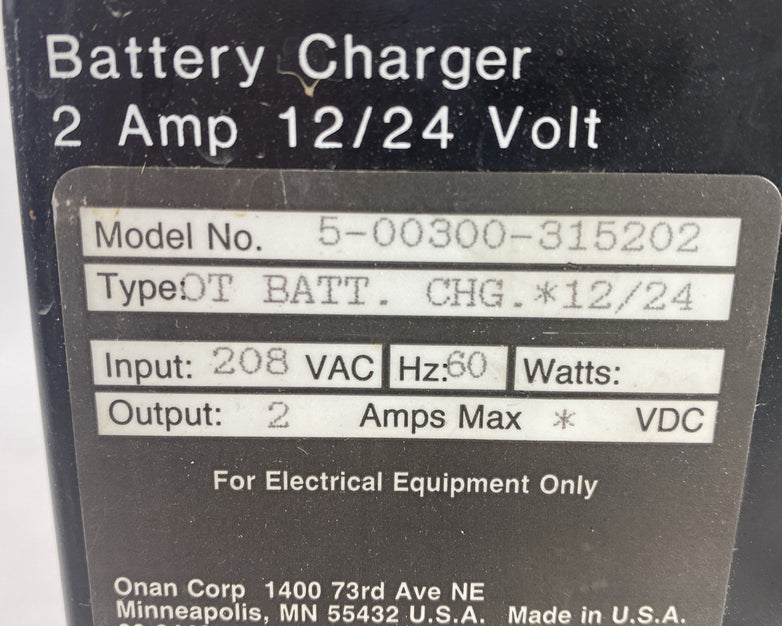 Battery Charger
2 Amp 12/24 Volt
Model No. 5-00300-315202
Type: OT BATT. CHG.*12/24
Input: 208 VAC Hz: 60 Watts:
Output: 2 Amps Max * VDC
For Electrical Equipment Only
Onan Corp 1400 73rd Ave NE
Minneapolis, MN 55432 U.S.A. Made in U.S.A.